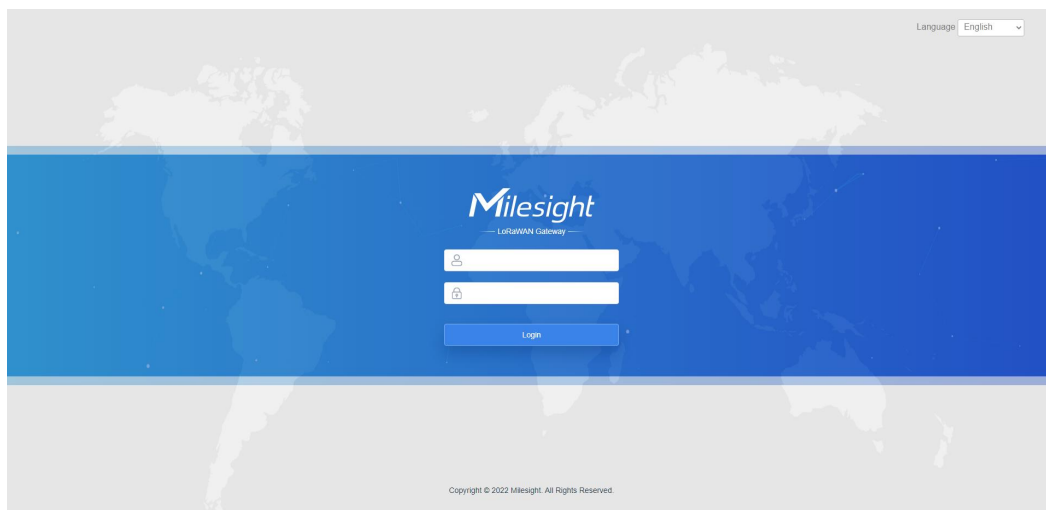 Language English
Milesight
LoRaWAN Gateway
Login
Copyright © 2022 Milesight. All Rights Reserved.